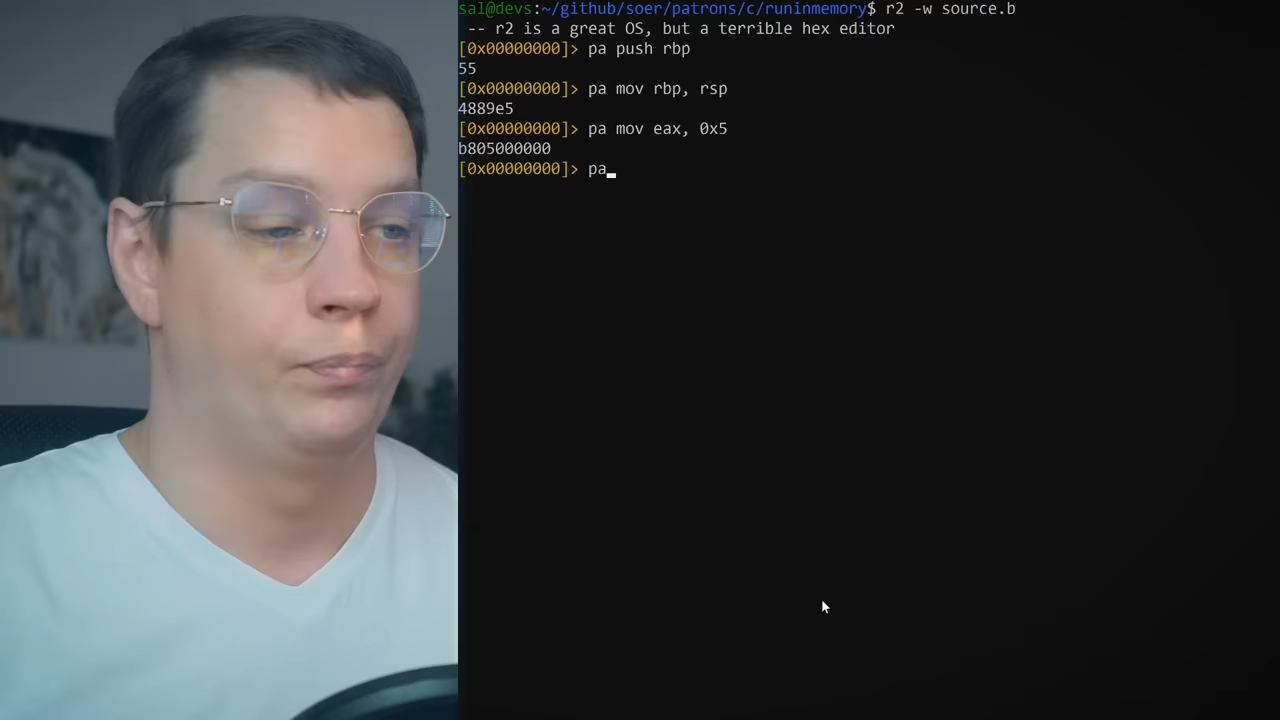 sal@devs:~/github/soer/patrons/c/runinmemory$ r2 -w source.b
 -- r2 is a great OS, but a terrible hex editor
[0x00000000]> pa push rbp
55
[0x00000000]> pa mov rbp, rsp
4889e5
[0x00000000]> pa mov eax, 0x5
b805000000
[0x00000000]> pa